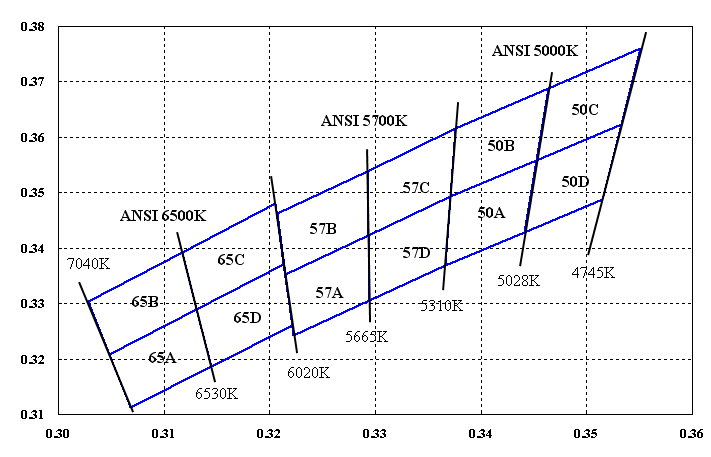 0.38
0.37
0.36
0.35
0.34
0.33
0.32
0.31
0.30
0.31
0.32
0.33
0.34
0.35
0.36
ANSI 5000K
ANSI 5700K
ANSI 6500K
7040K
6530K
6020K
5665K
5310K
5028K
4745K
65B
65A
65C
65D
57B
57A
57C
57D
50B
50A
50C
50D